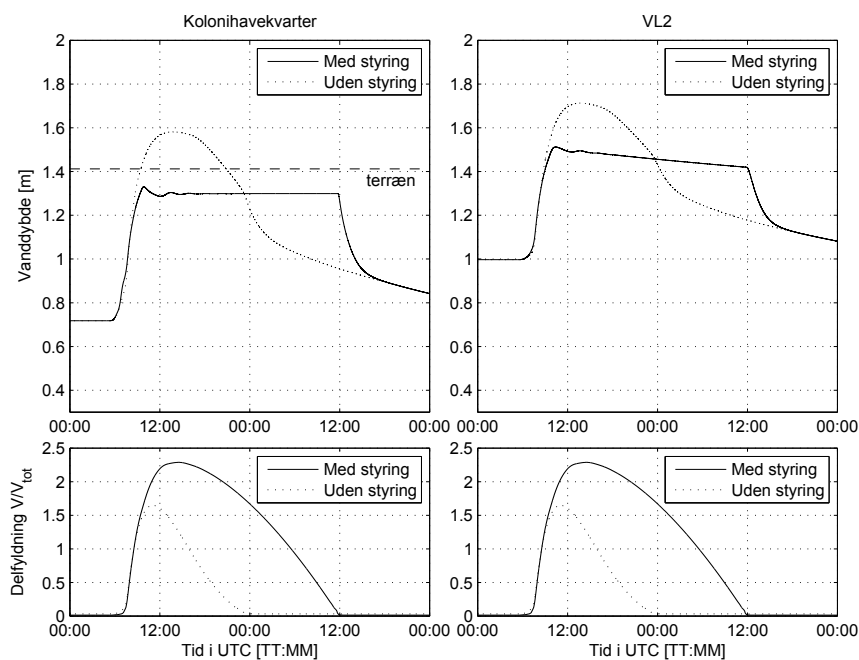 Kolonihavekvarter
2
1.8
1.6
1.4
1.2
1
0.8
0.6
0.4
Vanddybde [m]
Med styring
Uden styring
terræn
00:00 12:00 00:00 12:00 00:00
VL2
2
1.8
1.6
1.4
1.2
1
0.8
0.6
0.4
Med styring
Uden styring
00:00 12:00 00:00 12:00 00:00
2.5
2
1.5
1
0.5
0
Delfyldning V/Vtot
Med styring
Uden styring
00:00 12:00 00:00 12:00 00:00
Tid i UTC [TT:MM]
2.5
2
1.5
1
0.5
0
Med styring
Uden styring
00:00 12:00 00:00 12:00 00:00
Tid i UTC [TT:MM]